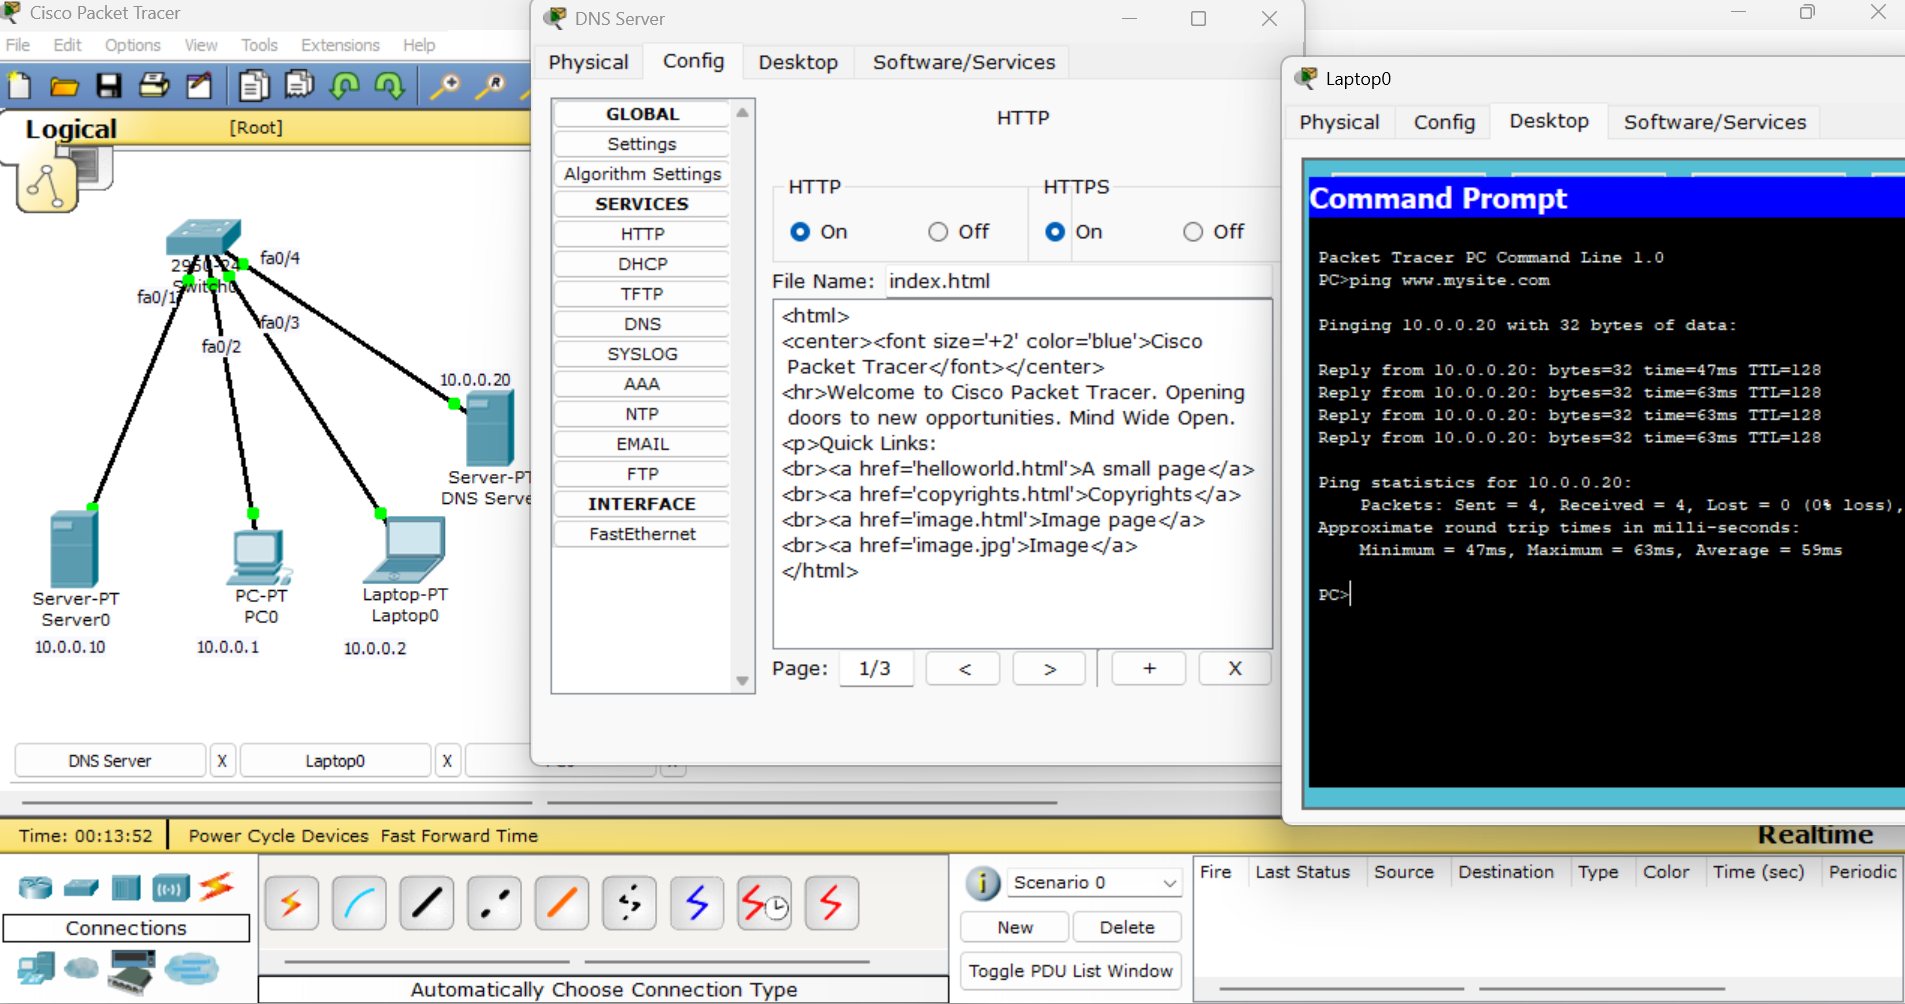 Cisco Packet Tracer
File Edit Options View Tools Extensions Help
Logical
[Root]
2950-24
Switch0
fa0/1
fa0/2
fa0/3
fa0/4
10.0.0.20
Server-PT
DNS Serve
Server-PT
Server0
10.0.0.10
PC-PT
PC0
10.0.0.1
Laptop-PT
Laptop0
10.0.0.2
DNS Server X Laptop0 X
DNS Server
Physical Config Desktop Software/Services
GLOBAL
Settings
Algorithm Settings
SERVICES
HTTP
DHCP
TFTP
DNS
SYSLOG
AAA
NTP
EMAIL
FTP
INTERFACE
FastEthernet
HTTP
HTTP
On Off
HTTPS
On Off
File Name: index.html
<html>
<center><font size='+2' color='blue'>Cisco
Packet Tracer</font></center>
<hr>Welcome to Cisco Packet Tracer. Opening
doors to new opportunities. Mind Wide Open.
<p>Quick Links:
<br><a href='helloworld.html'>A small page</a>
<br><a href='copyrights.html'>Copyrights</a>
<br><a href='image.html'>Image page</a>
<br><a href='image.jpg'>Image</a>
</html>
Page: 1/3 < > + X
Laptop0
Physical Config Desktop Software/Services
Command Prompt
Packet Tracer PC Command Line 1.0
PC>ping www.mysite.com
Pinging 10.0.0.20 with 32 bytes of data:
Reply from 10.0.0.20: bytes=32 time=47ms TTL=128
Reply from 10.0.0.20: bytes=32 time=63ms TTL=128
Reply from 10.0.0.20: bytes=32 time=63ms TTL=128
Reply from 10.0.0.20: bytes=32 time=63ms TTL=128
Ping statistics for 10.0.0.20:
Packets: Sent = 4, Received = 4, Lost = 0 (0% loss),
Approximate round trip times in milli-seconds:
Minimum = 47ms, Maximum = 63ms, Average = 59ms
PC>
Time: 00:13:52 Power Cycle Devices Fast Forward Time
Realtime
Connections
Automatically Choose Connection Type
Scenario 0
New Delete
Toggle PDU List Window
Fire Last Status Source Destination Type Color Time (sec) Periodic